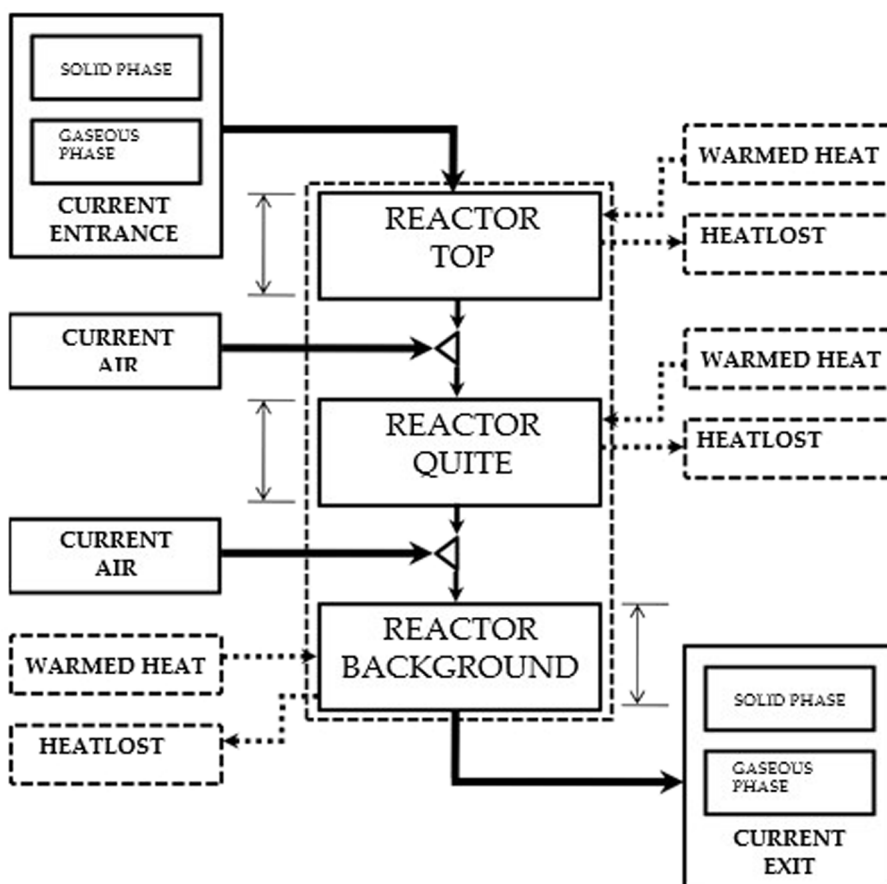 SOLID PHASE
GASEOUS
PHASE
CURRENT
ENTRANCE
REACTOR
TOP
WARMED HEAT
HEATLOST
CURRENT
AIR
REACTOR
QUITE
WARMED HEAT
HEATLOST
CURRENT
AIR
REACTOR
BACKGROUND
WARMED HEAT
HEATLOST
SOLID PHASE
GASEOUS
PHASE
CURRENT
EXIT